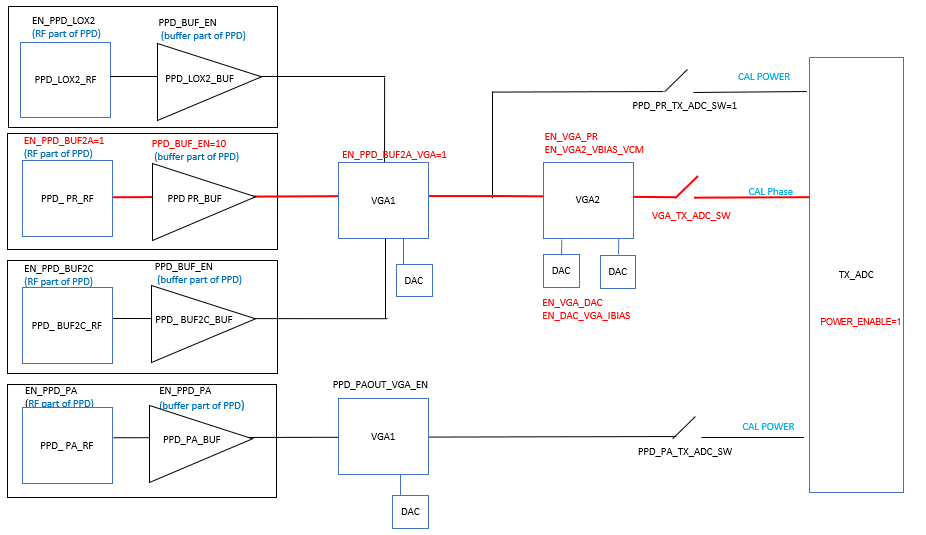 EN_PPD_LOX2
(RF part of PPD)
PPD_BUF_EN
(buffer part of PPD)
PPD_LOX2_RF
PPD_LOX2_BUF
CAL POWER
PPD_PR_TX_ADC_SW=1
EN_PPD_BUF2A=1
(RF part of PPD)
PPD_BUF_EN=10
(buffer part of PPD)
EN_PPD_BUF2A_VGA=1
EN_VGA_PR
EN_VGA2_VBIAS_VCM
PPD_ PR_RF
PPD PR_BUF
VGA1
VGA2
CAL Phase
VGA_TX_ADC_SW
DAC
DAC
DAC
EN_VGA_DAC
EN_DAC_VGA_IBIAS
TX_ADC
POWER_ENABLE=1
EN_PPD_BUF2C
(RF part of PPD)
PPD_BUF_EN
(buffer part of PPD)
PPD_ BUF2C_RF
PPD_ BUF2C_BUF
EN_PPD_PA
(RF part of PPD)
EN_PPD_PA
(buffer part of PPD)
PPD_PAOUT_VGA_EN
PPD_ PA_RF
PPD_PA_BUF
VGA1
CAL POWER
PPD_PA_TX_ADC_SW
DAC